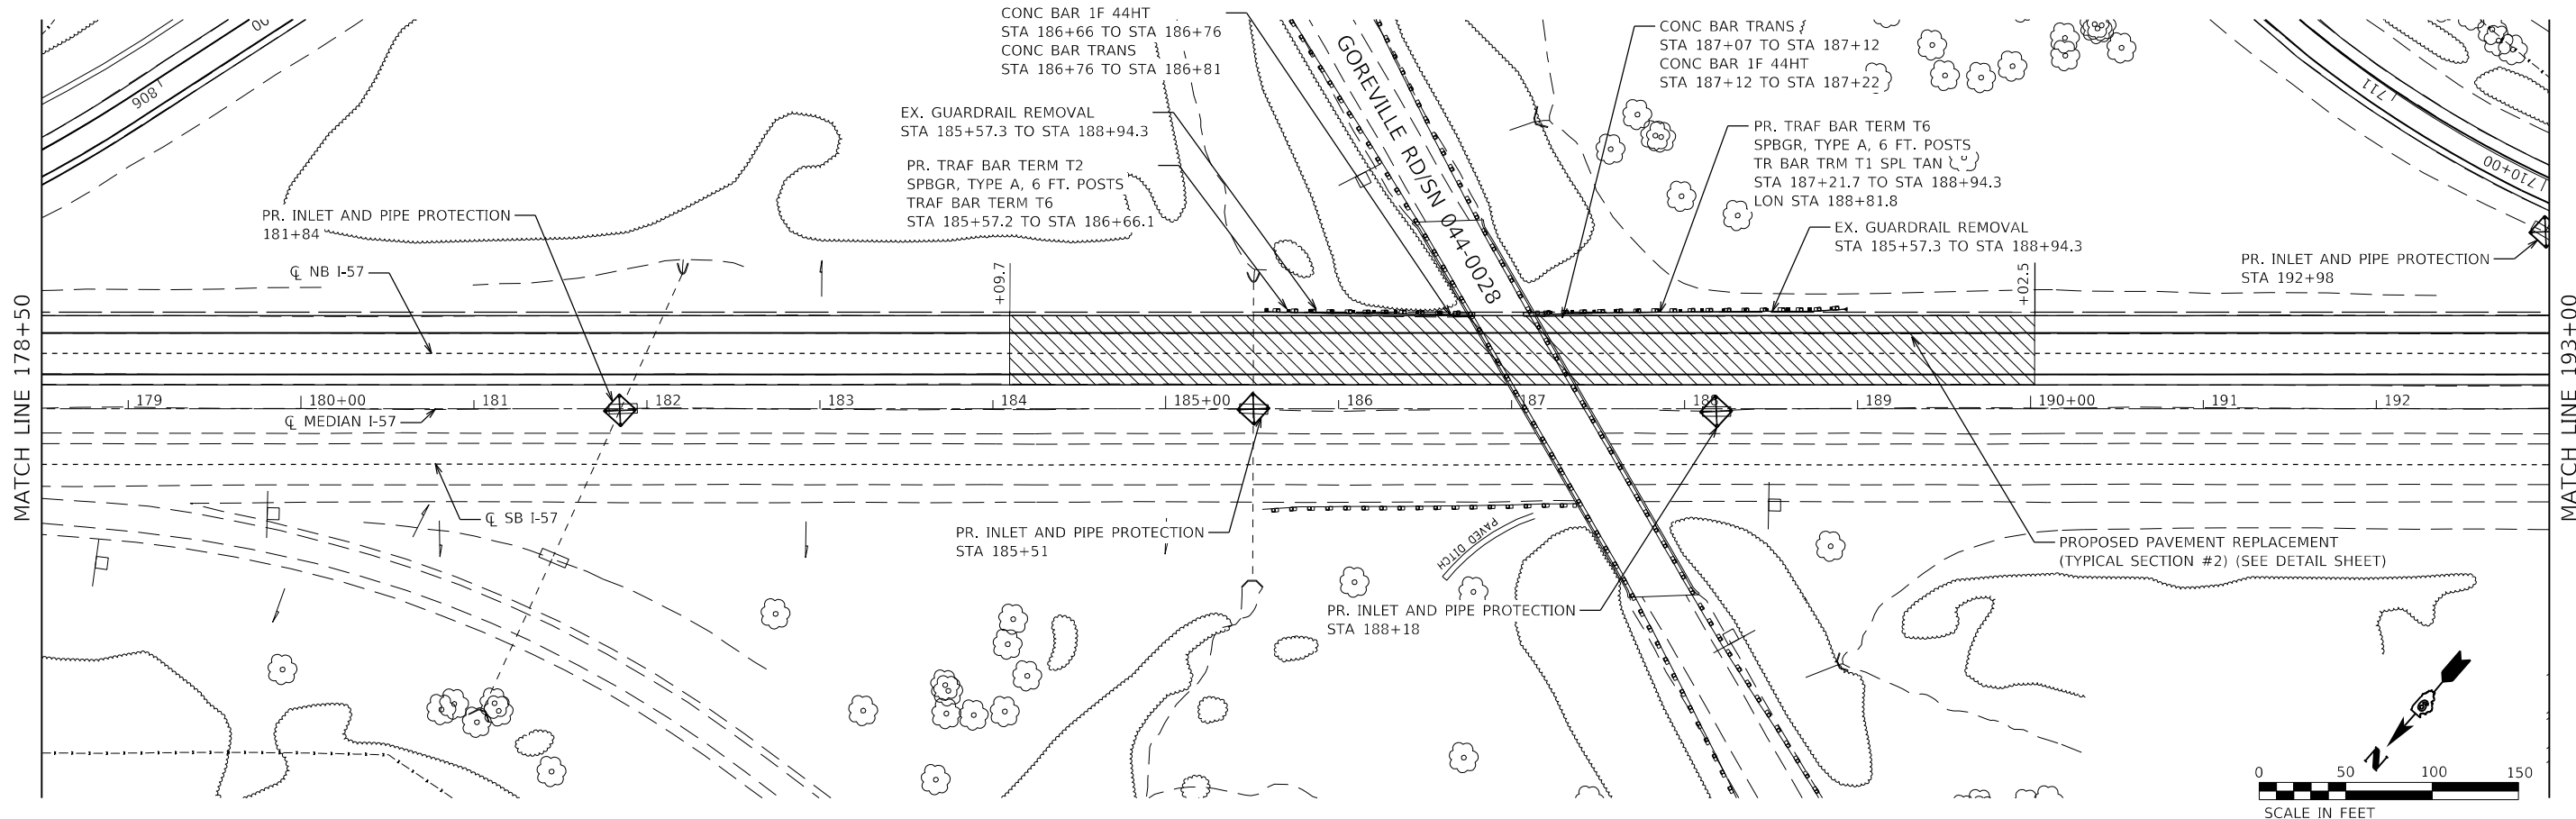 CONC BAR 1F 44HT
STA 186+66 TO STA 186+76
CONC BAR TRANS
STA 186+76 TO STA 186+81
CONC BAR TRANS
STA 187+07 TO STA 187+12
CONC BAR 1F 44HT
STA 187+12 TO STA 187+22
EX. GUARDRAIL REMOVAL
STA 185+57.3 TO STA 188+94.3
PR. TRAF BAR TERM T2
SPBGR, TYPE A, 6 FT. POSTS
TRAF BAR TERM T6
STA 185+57.2 TO STA 186+66.1
PR. TRAF BAR TERM T6
SPBGR, TYPE A, 6 FT. POSTS
TR BAR TRM T1 SPL TAN
STA 187+21.7 TO STA 188+94.3
LON STA 188+81.8
EX. GUARDRAIL REMOVAL
STA 185+57.3 TO STA 188+94.3
GOREVILLE RD/SN 044-0028
00
806
711
710+00
PR. INLET AND PIPE PROTECTION
181+84
PR. INLET AND PIPE PROTECTION
STA 192+98
℄ NB I-57
+09.7
+02.5
MATCH LINE 178+50
MATCH LINE 193+00
179
180+00
181
182
183
184
185+00
186
187
188
189
190+00
191
192
℄ MEDIAN I-57
℄ SB I-57
PR. INLET AND PIPE PROTECTION
STA 185+51
PAVED DITCH
PROPOSED PAVEMENT REPLACEMENT
(TYPICAL SECTION #2) (SEE DETAIL SHEET)
PR. INLET AND PIPE PROTECTION
STA 188+18
N
0 50 100 150
SCALE IN FEET